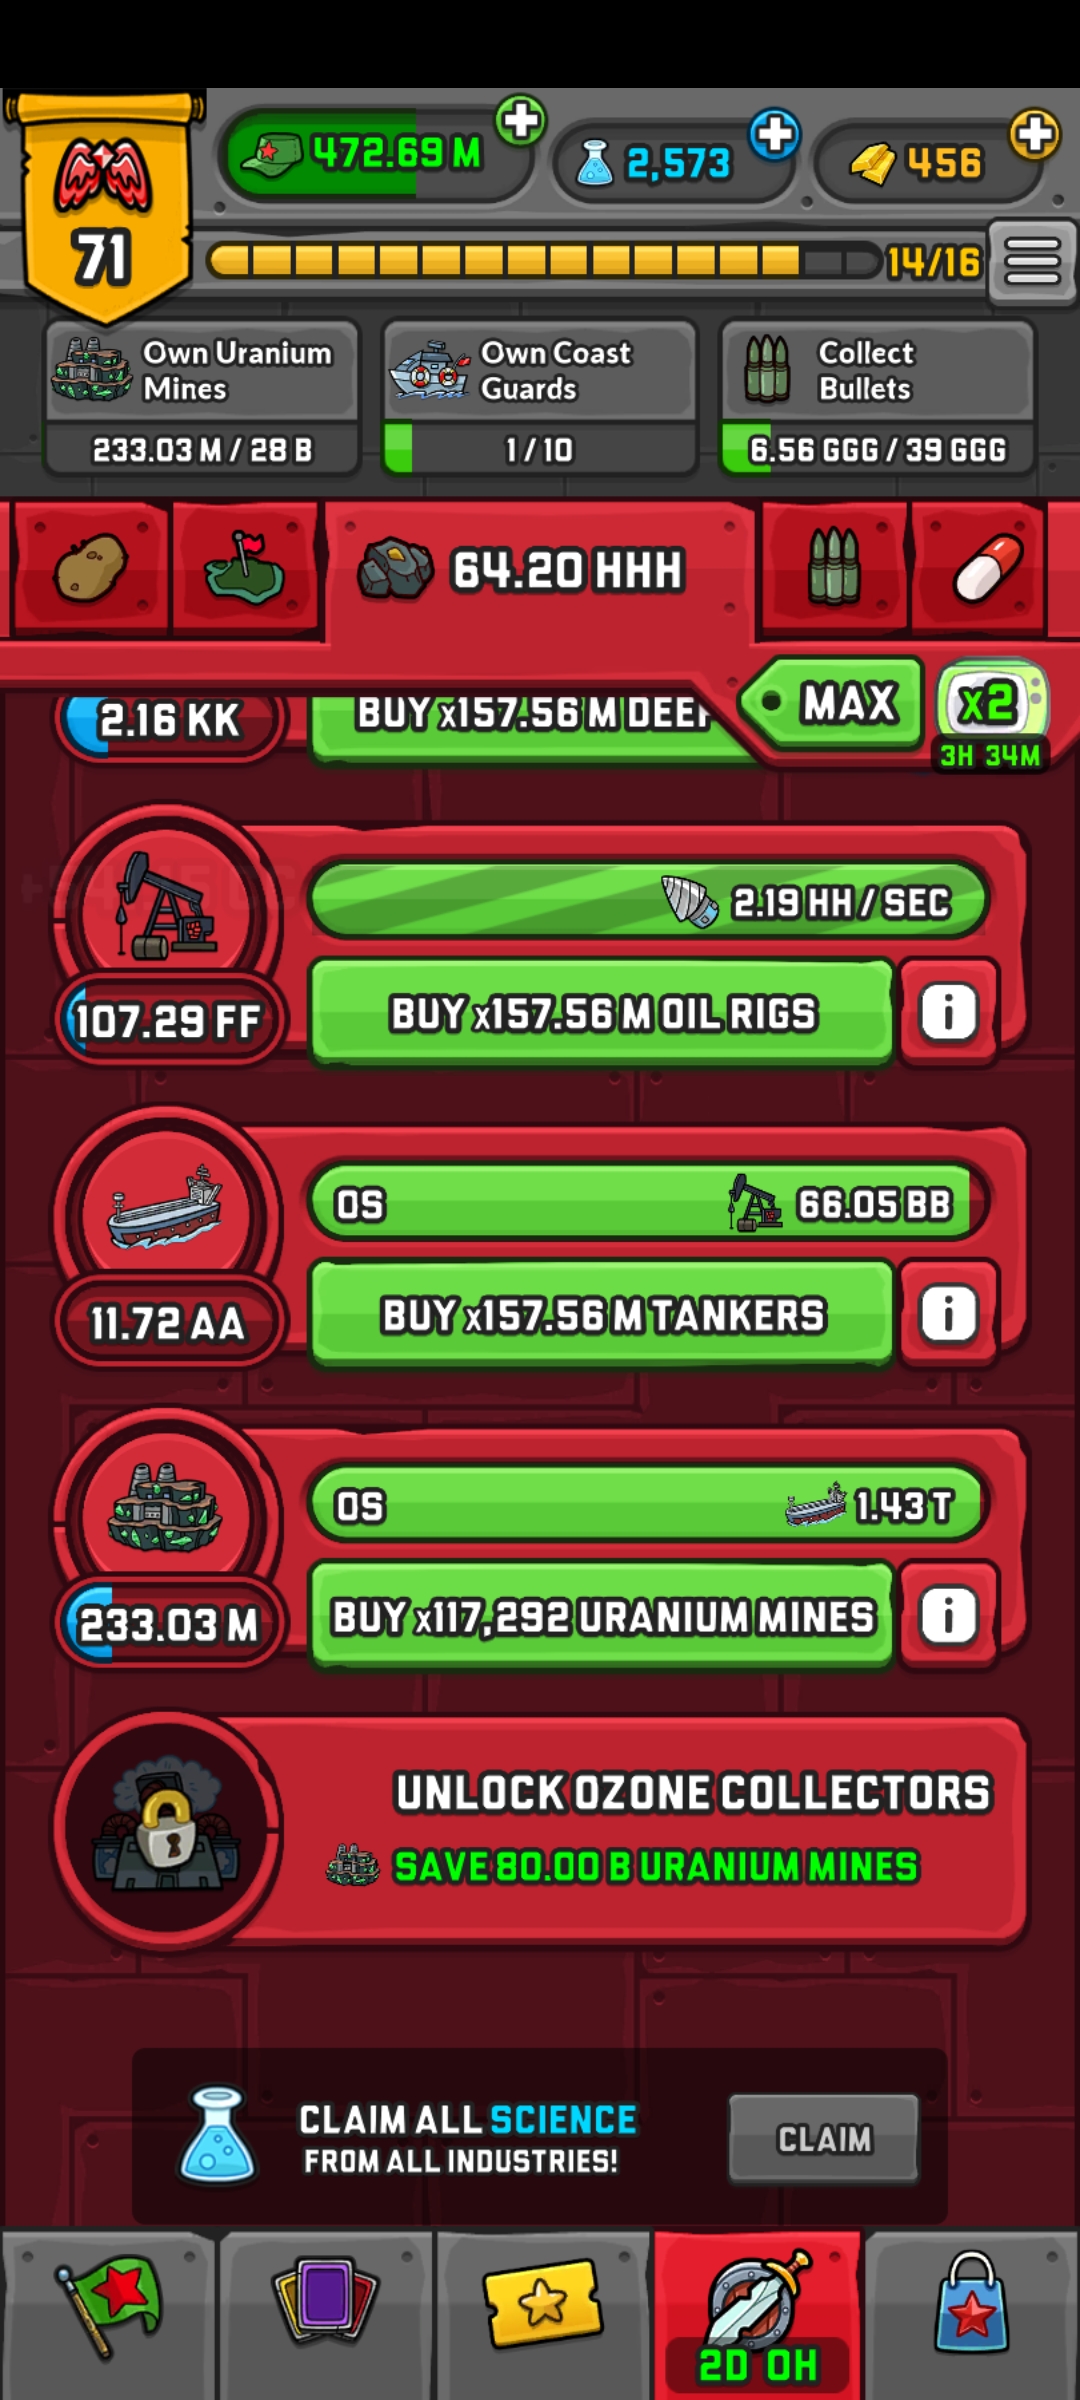 472.69 M
2,573
456
71
14/16
Own Uranium
Mines
233.03 M / 28 B
Own Coast
Guards
1 / 10
Collect
Bullets
6.56 GGG / 39 GGG
64.20 HHH
MAX
x2
3H 34M
2.16 KK
BUY x157.56 M DEEP
2.19 HH / SEC
107.29 FF
BUY x157.56 M OIL RIGS
i
0S
66.05 BB
11.72 AA
BUY x157.56 M TANKERS
i
0S
1.43 T
233.03 M
BUY x117,292 URANIUM MINES
i
UNLOCK OZONE COLLECTORS
SAVE 80.00 B URANIUM MINES
CLAIM ALL SCIENCE
FROM ALL INDUSTRIES!
CLAIM
2D 0H